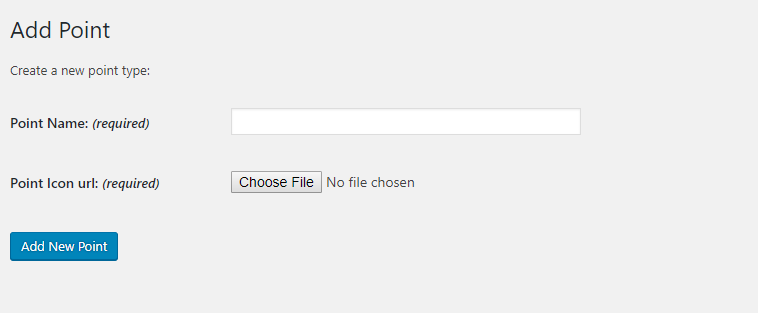 Add Point
Create a new point type:
Point Name: (required)
Point Icon url: (required) Choose File No file chosen
Add New Point